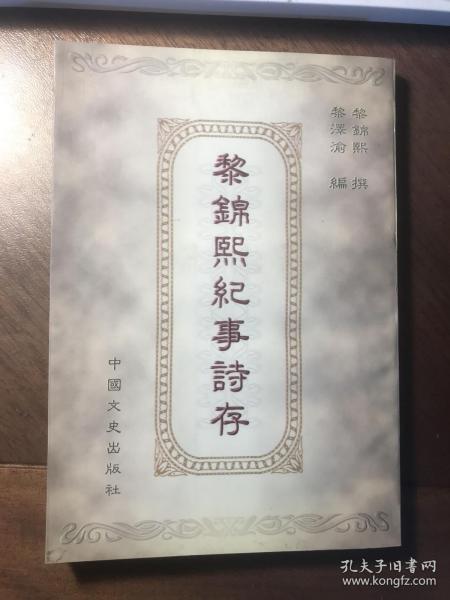 黎錦熙 撰
黎澤渝 編
黎錦熙紀事詩存
中國文史出版社
孔夫子旧书网
www.kongfz.com